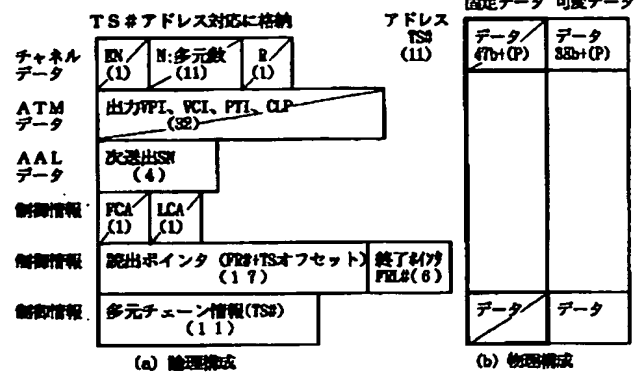 固定データ 可変データ
TS#アドレス対応に格納
アドレス
TS#
(11)
チャネル
データ
EN
(1)
N:多元数
(11)
R
(1)
データ
47b+(P)
データ
38b+(P)
ATM
データ
出力VPI、VCI、PTI、CLP
(32)
AAL
データ
次送出SN
(4)
制御情報
FCA
(1)
LCA
(1)
制御情報
読出ポインタ (FR#+TSオフセット)
(17)
終了ポインタ
FRL#(6)
制御情報
多元チェーン情報(TS#)
(11)
データ
データ
(a) 論理構成
(b) 物理構成